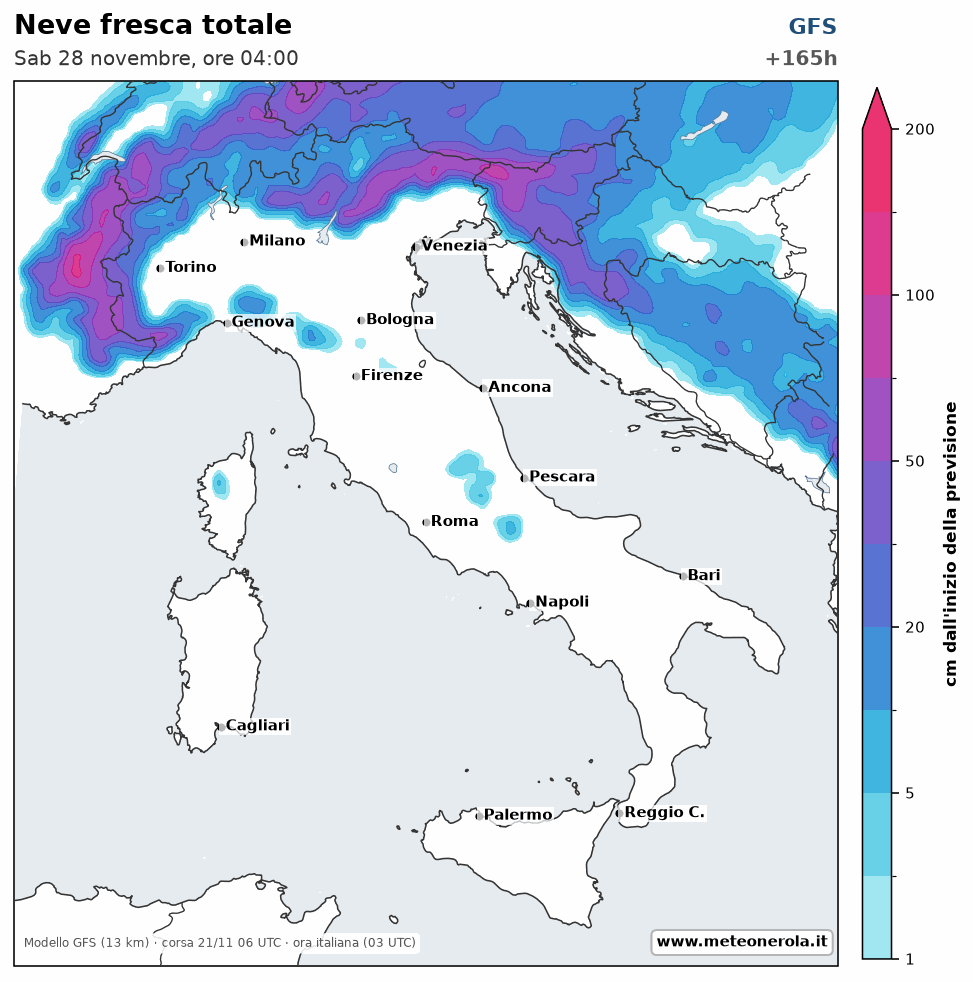 Neve fresca totale
GFS
Sab 28 novembre, ore 04:00
+165h
200
100
50
20
5
1
cm dall'inizio della previsione
Milano
Venezia
Torino
Genova
Bologna
Firenze
Ancona
Pescara
Roma
Bari
Napoli
Cagliari
Palermo
Reggio C.
Modello GFS (13 km) · corsa 21/11 06 UTC · ora italiana (03 UTC)
www.meteonerola.it